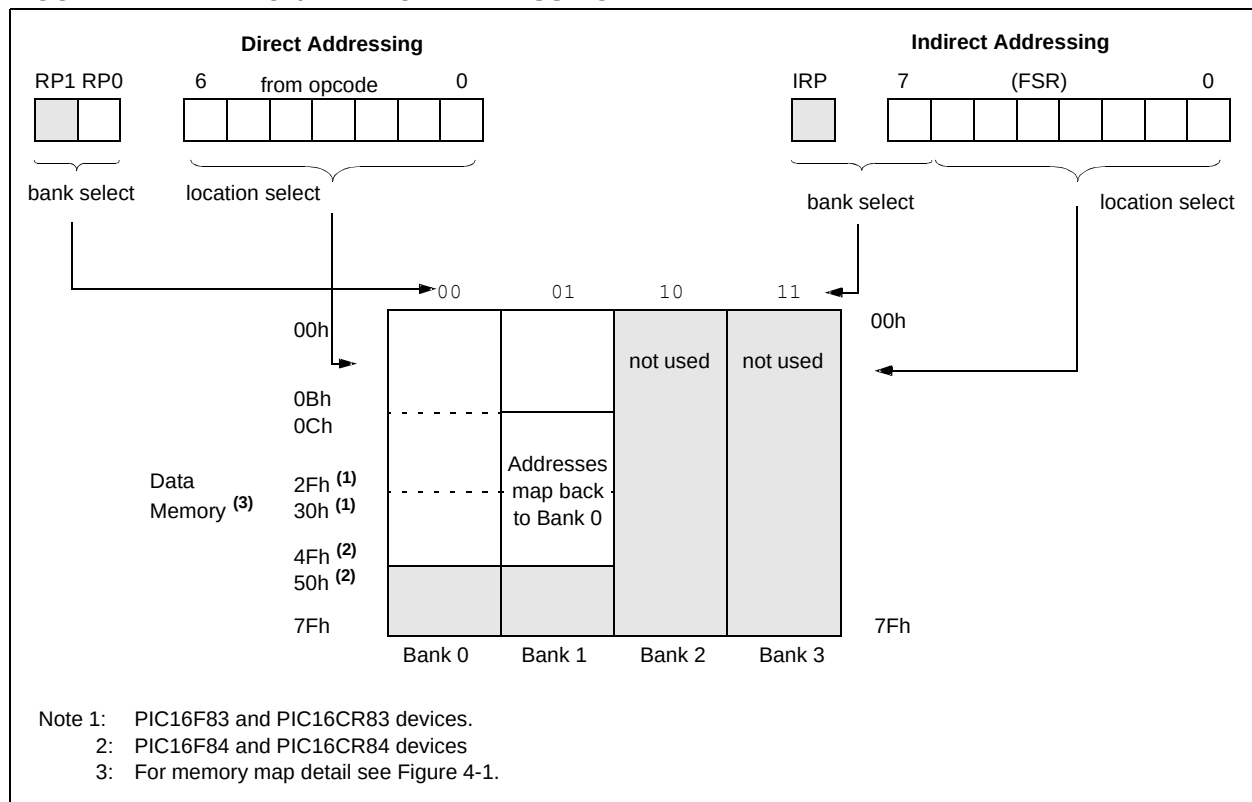 Direct Addressing
Indirect Addressing
RP1 RP0
6 from opcode 0
IRP
7 (FSR) 0
bank select
location select
bank select
location select
00 01 10 11
00h
00h
not used not used
0Bh
0Ch
Data
Memory (3)
2Fh (1)
30h (1)
Addresses
map back
to Bank 0
4Fh (2)
50h (2)
7Fh
7Fh
Bank 0 Bank 1 Bank 2 Bank 3
Note 1: PIC16F83 and PIC16CR83 devices.
2: PIC16F84 and PIC16CR84 devices
3: For memory map detail see Figure 4-1.